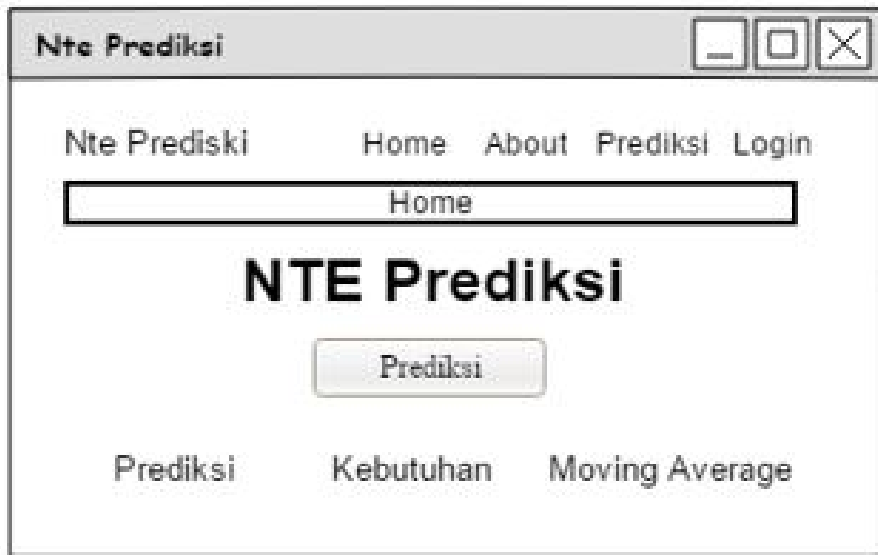 Nte Prediksi
Nte Prediski Home About Prediksi Login
Home
NTE Prediksi
Prediksi
Prediksi Kebutuhan Moving Average